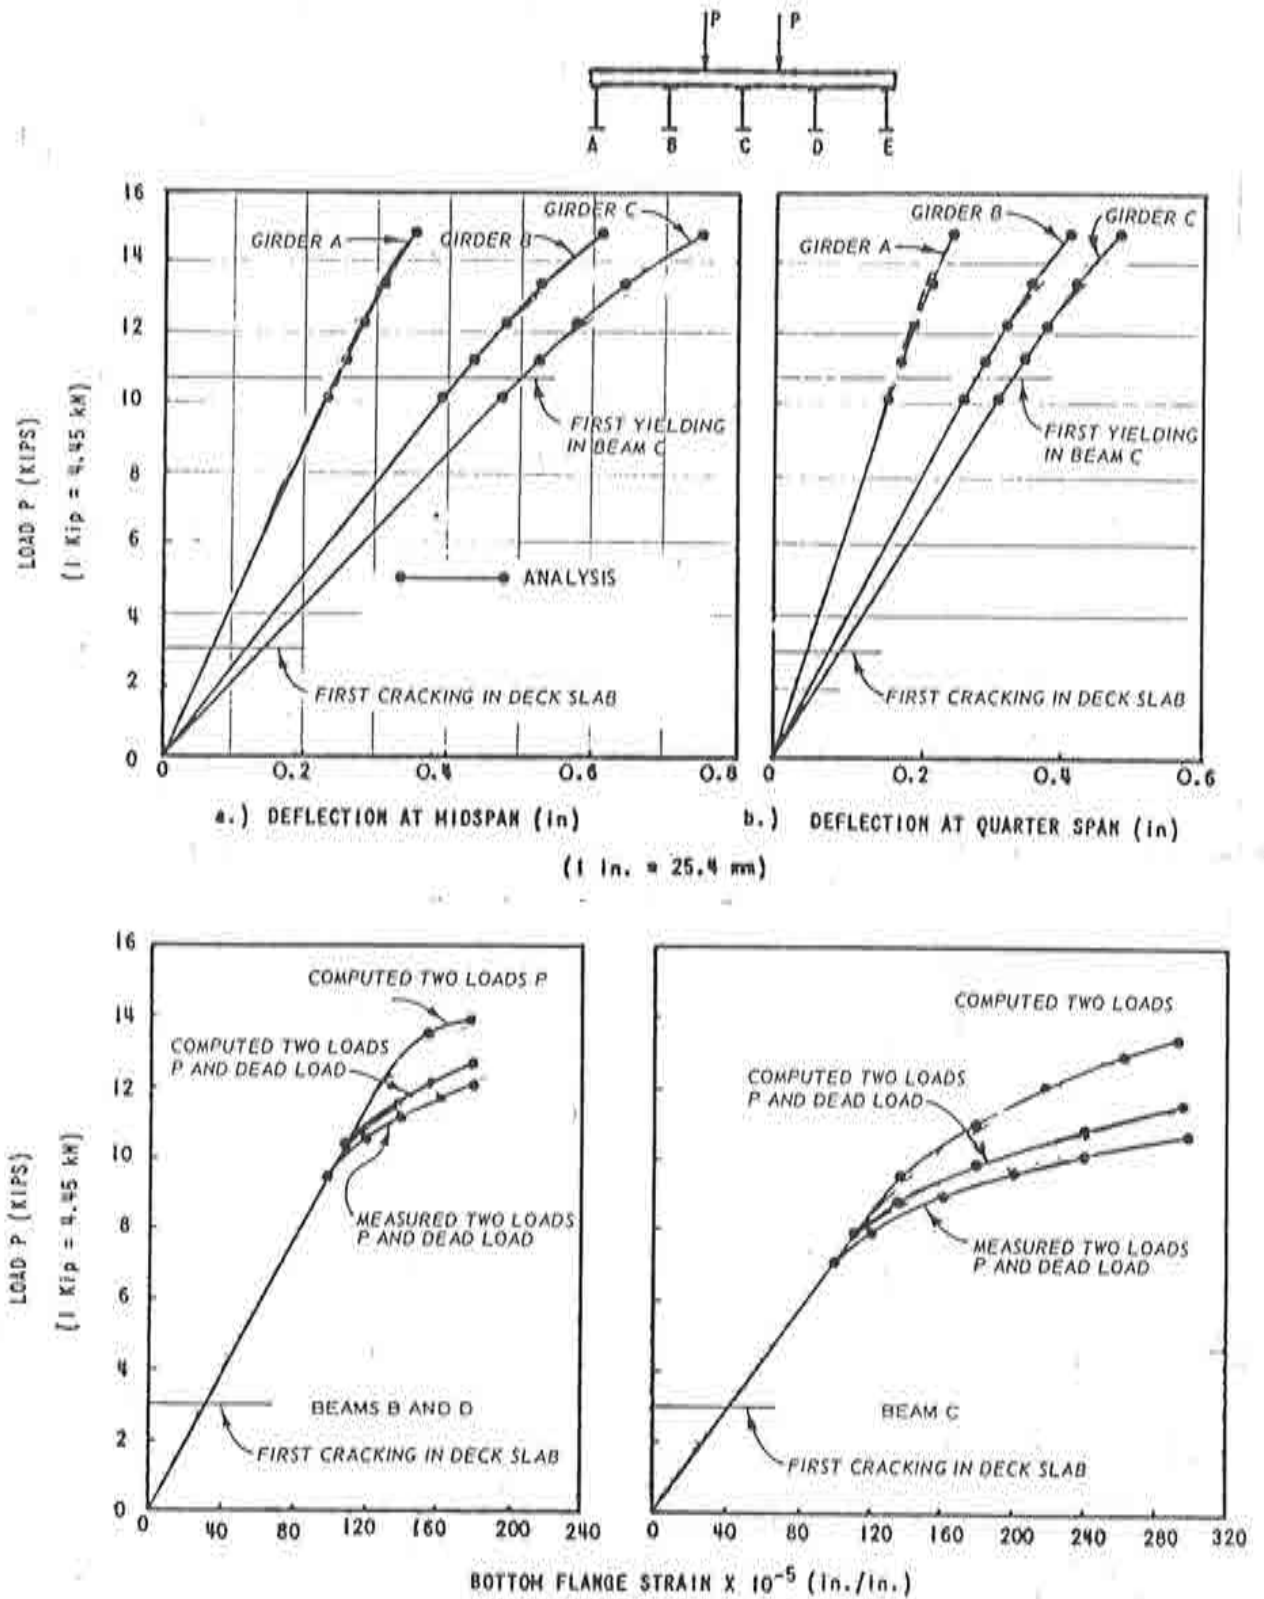 P P
A B C D E
16
14
12
10
8
6
4
2
0
LOAD P (KIPS)
(1 Kip = 4.45 kN)
GIRDER A
GIRDER B
GIRDER C
FIRST YIELDING
IN BEAM C
ANALYSIS
FIRST CRACKING IN DECK SLAB
0 0.2 0.4 0.6 0.8
a.) DEFLECTION AT MIDSPAN (in)
GIRDER A
GIRDER B
GIRDER C
FIRST YIELDING
IN BEAM C
FIRST CRACKING IN DECK SLAB
0 0.2 0.4 0.6
b.) DEFLECTION AT QUARTER SPAN (in)
(1 in. = 25.4 mm)
16
14
12
10
8
6
4
2
0
LOAD P (KIPS)
(1 Kip = 4.45 kN)
COMPUTED TWO LOADS P
COMPUTED TWO LOADS
P AND DEAD LOAD
MEASURED TWO LOADS
P AND DEAD LOAD
BEAMS B AND D
FIRST CRACKING IN DECK SLAB
0 40 80 120 160 200 240
COMPUTED TWO LOADS
COMPUTED TWO LOADS
P AND DEAD LOAD
MEASURED TWO LOADS
P AND DEAD LOAD
BEAM C
FIRST CRACKING IN DECK SLAB
0 40 80 120 160 200 240 280 320
BOTTOM FLANGE STRAIN X 10-5 (in./in.)